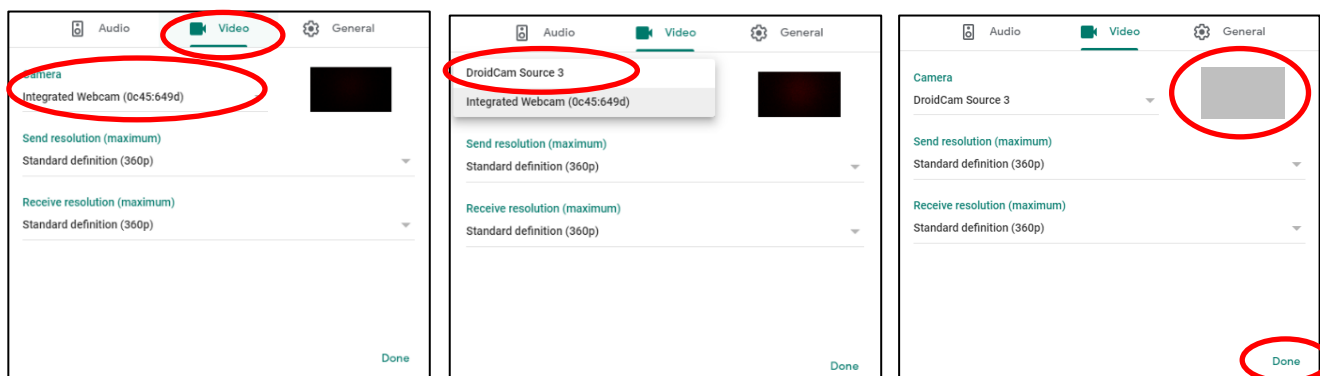 Audio Video General
Camera
Integrated Webcam (0c45:649d)
Send resolution (maximum)
Standard definition (360p)
Receive resolution (maximum)
Standard definition (360p)
Done
Audio Video General
DroidCam Source 3
Integrated Webcam (0c45:649d)
Send resolution (maximum)
Standard definition (360p)
Receive resolution (maximum)
Standard definition (360p)
Done
Audio Video General
Camera
DroidCam Source 3
Send resolution (maximum)
Standard definition (360p)
Receive resolution (maximum)
Standard definition (360p)
Done